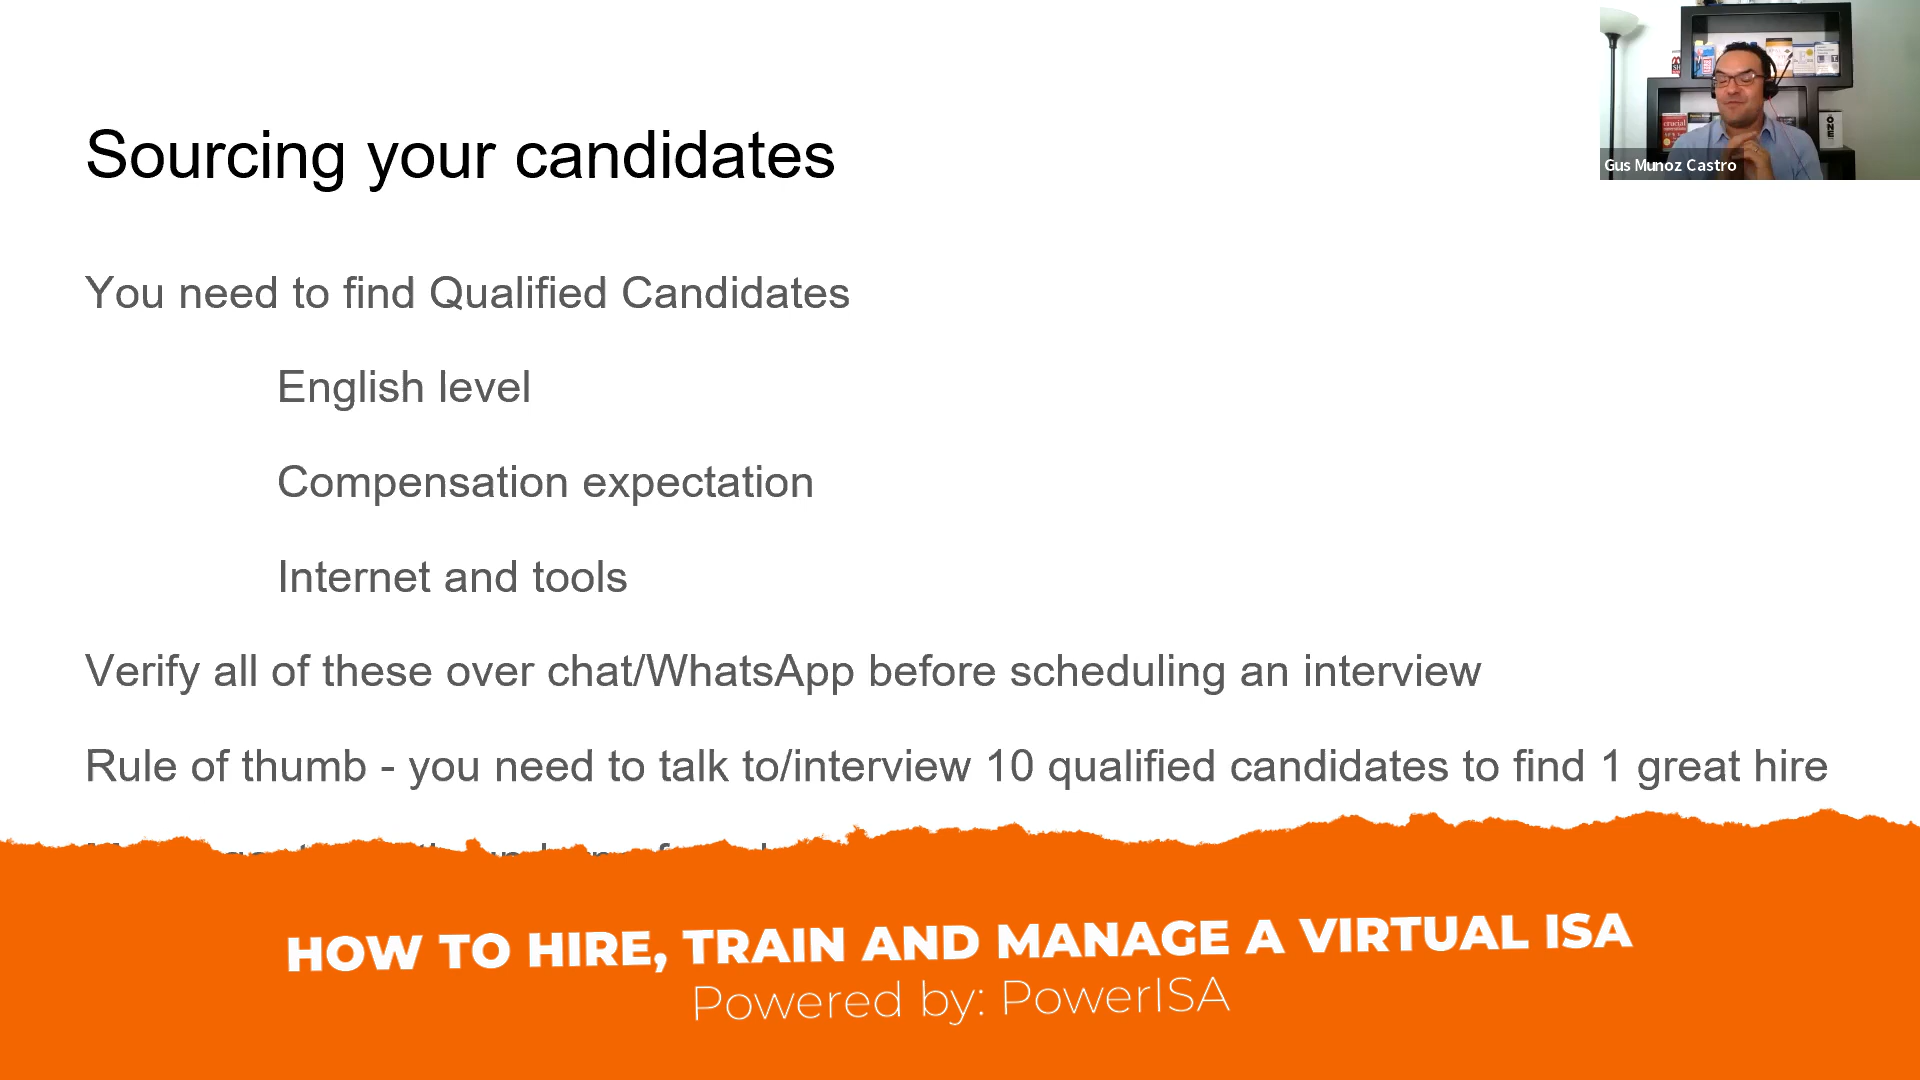 Sourcing your candidates
Gus Munoz Castro
You need to find Qualified Candidates
English level
Compensation expectation
Internet and tools
Verify all of these over chat/WhatsApp before scheduling an interview
Rule of thumb - you need to talk to/interview 10 qualified candidates to find 1 great hire
HOW TO HIRE, TRAIN AND MANAGE A VIRTUAL ISA
Powered by: PowerISA
crucial
ONE